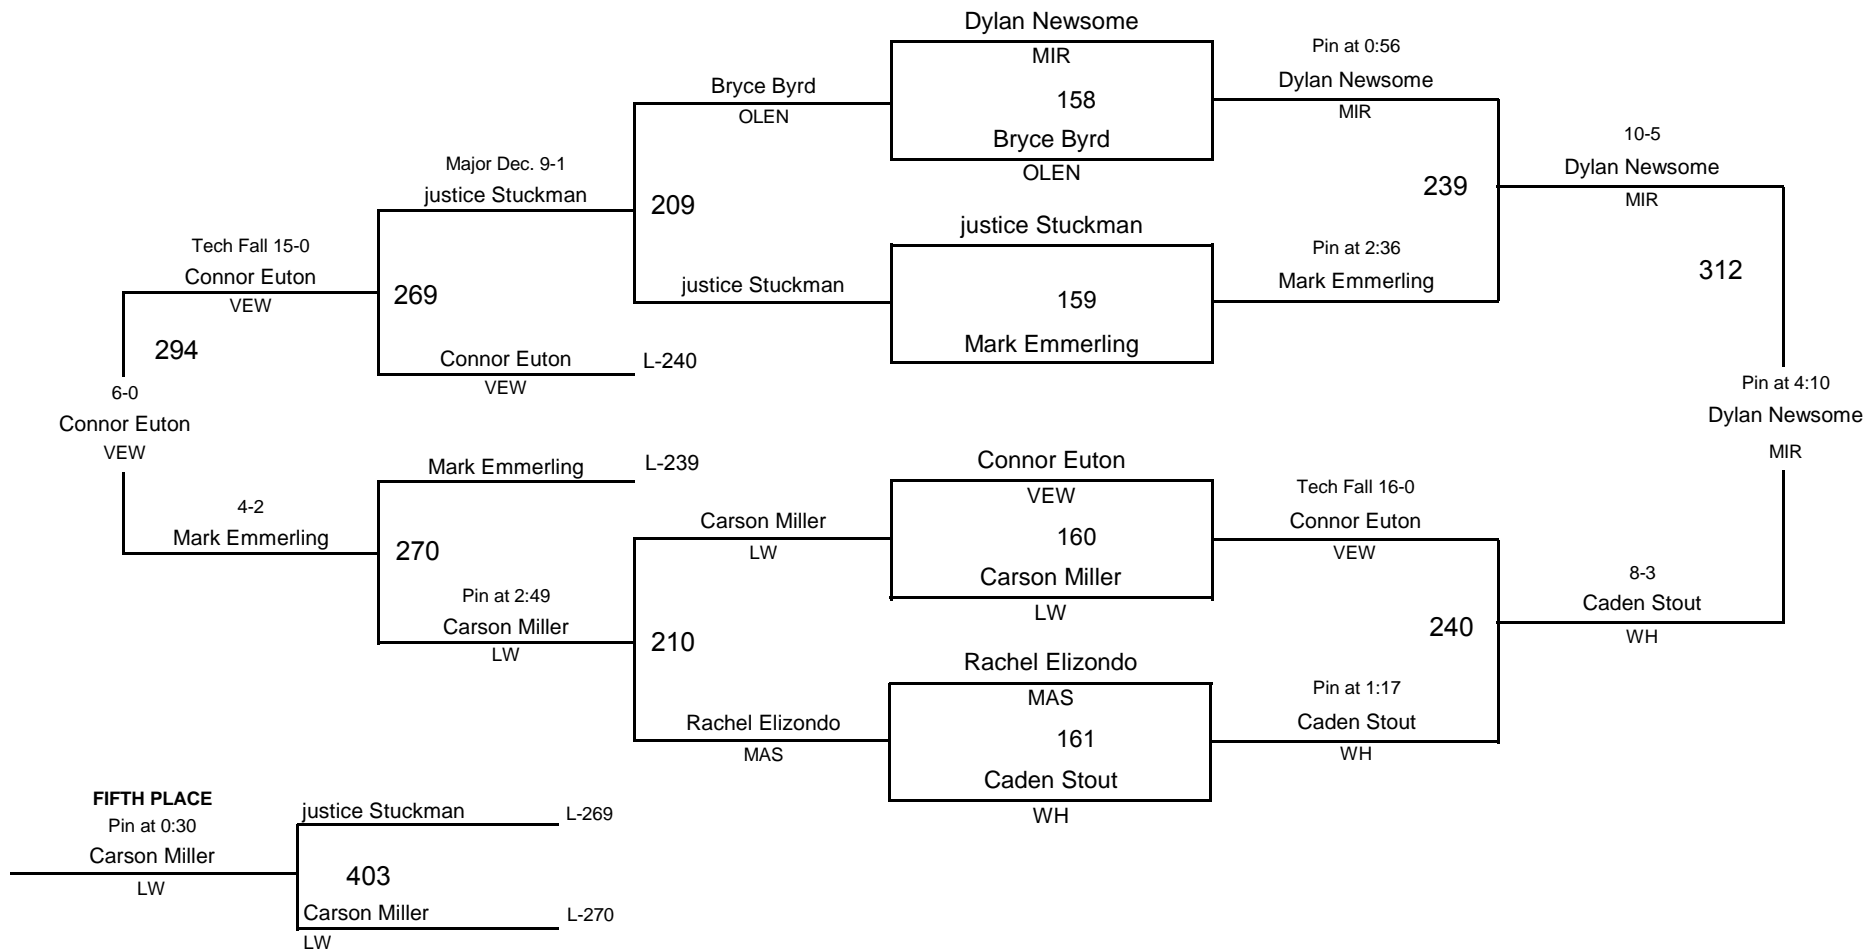 Dylan Newsome
MIR
158
Bryce Byrd
OLEN
justice Stuckman
159
Mark Emmerling
Connor Euton
VEW
160
Carson Miller
LW
Rachel Elizondo
MAS
161
Caden Stout
WH
Pin at 0:56
Dylan Newsome
MIR
239
Pin at 2:36
Mark Emmerling
Tech Fall 16-0
Connor Euton
VEW
240
Pin at 1:17
Caden Stout
WH
10-5
Dylan Newsome
MIR
312
8-3
Caden Stout
WH
Pin at 4:10
Dylan Newsome
MIR
Bryce Byrd
OLEN
209
justice Stuckman
Carson Miller
LW
210
Rachel Elizondo
MAS
Major Dec. 9-1
justice Stuckman
269
Connor Euton
L-240
VEW
Mark Emmerling
L-239
270
Pin at 2:49
Carson Miller
LW
Tech Fall 15-0
Connor Euton
VEW
294
4-2
Mark Emmerling
6-0
Connor Euton
VEW
FIFTH PLACE
Pin at 0:30
Carson Miller
LW
justice Stuckman
L-269
403
Carson Miller
L-270
LW